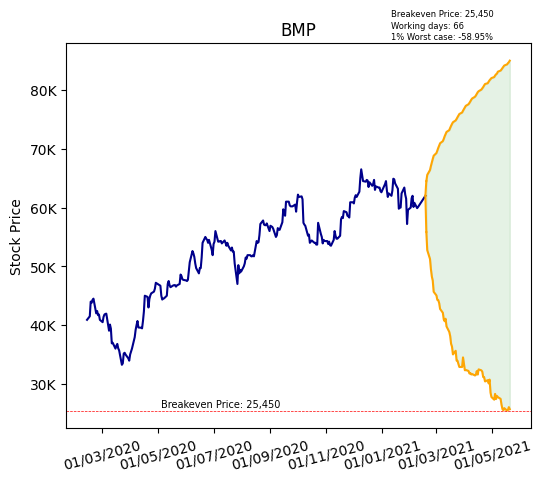 Breakeven Price: 25,450
Working days: 66
1% Worst case: -58.95%
BMP
Stock Price
80K
70K
60K
50K
40K
30K
Breakeven Price: 25,450
01/03/2020
01/05/2020
01/07/2020
01/09/2020
01/11/2020
01/01/2021
01/03/2021
01/05/2021